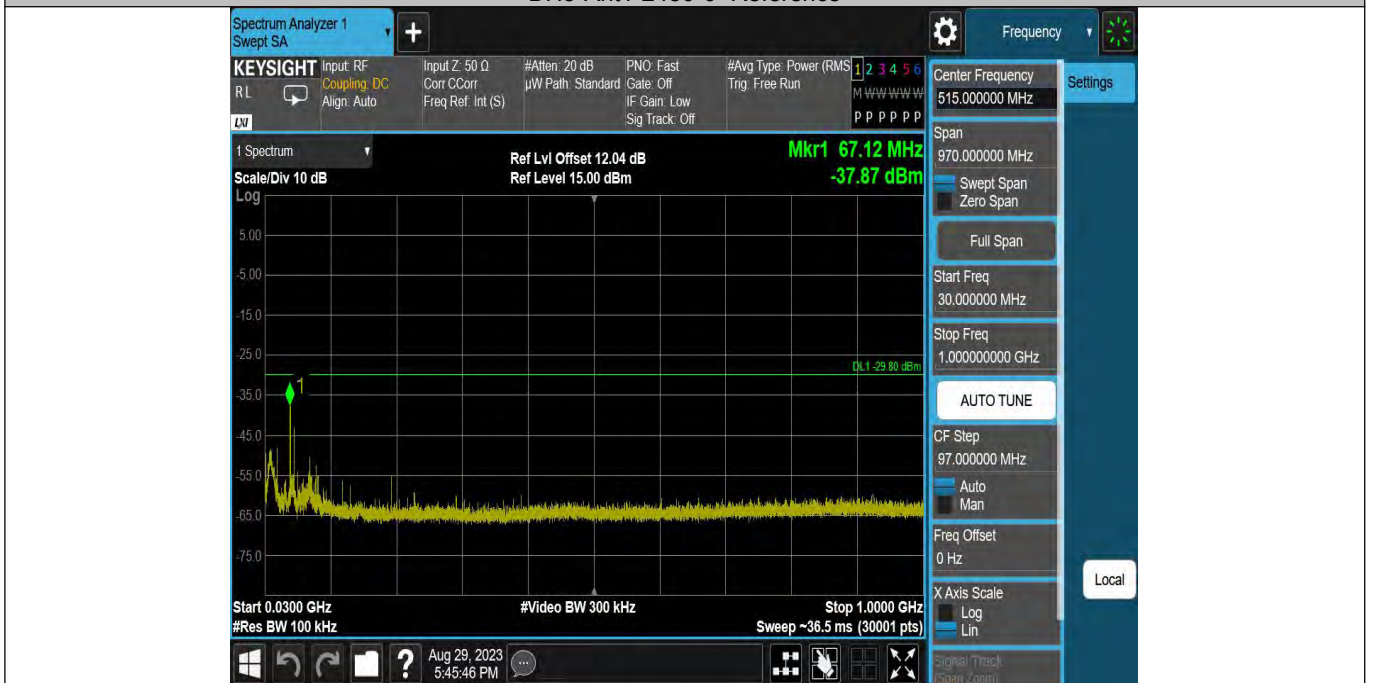 Spectrum Analyzer 1
Swept SA
Frequency
KEYSIGHT
RL
LXI
Input: RF
Coupling: DC
Align: Auto
Input Z: 50 Ω
Corr CCorr
Freq Ref: Int (S)
#Atten: 20 dB
µW Path: Standard
PNO: Fast
Gate: Off
IF Gain: Low
Sig Track: Off
#Avg Type: Power (RMS
Trig: Free Run
1 2 3 4 5 6
M W W W W W
P P P P P P
1 Spectrum
Scale/Div 10 dB
Log
Ref Lvl Offset 12.04 dB
Ref Level 15.00 dBm
Mkr1 67.12 MHz
-37.87 dBm
5.00
-5.00
-15.0
-25.0
DL1 -29.80 dBm
1
-35.0
-45.0
-55.0
-65.0
-75.0
Start 0.0300 GHz
#Res BW 100 kHz
#Video BW 300 kHz
Stop 1.0000 GHz
Sweep ~36.5 ms (30001 pts)
Aug 29, 2023
5:45:46 PM
Center Frequency
515.000000 MHz
Settings
Span
970.000000 MHz
Swept Span
Zero Span
Full Span
Start Freq
30.000000 MHz
Stop Freq
1.000000000 GHz
AUTO TUNE
CF Step
97.000000 MHz
Auto
Man
Freq Offset
0 Hz
X Axis Scale
Log
Lin
Local
Signal Track
(Span Zoom)